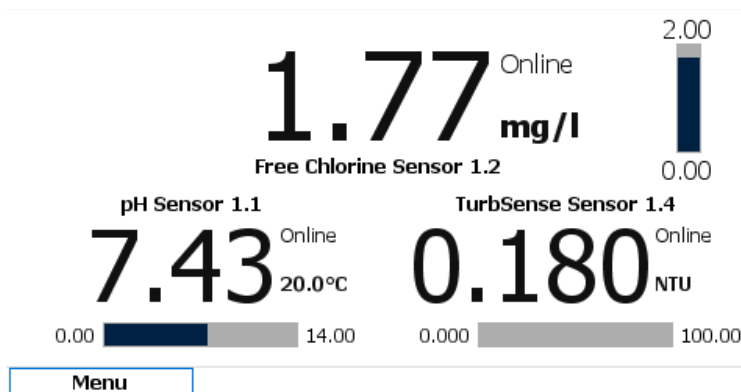 2.00
1.77 Online
mg/l
Free Chlorine Sensor 1.2
0.00
pH Sensor 1.1
7.43 Online
20.0°C
0.00 14.00
TurbSense Sensor 1.4
0.180 Online
NTU
0.000 100.00
Menu